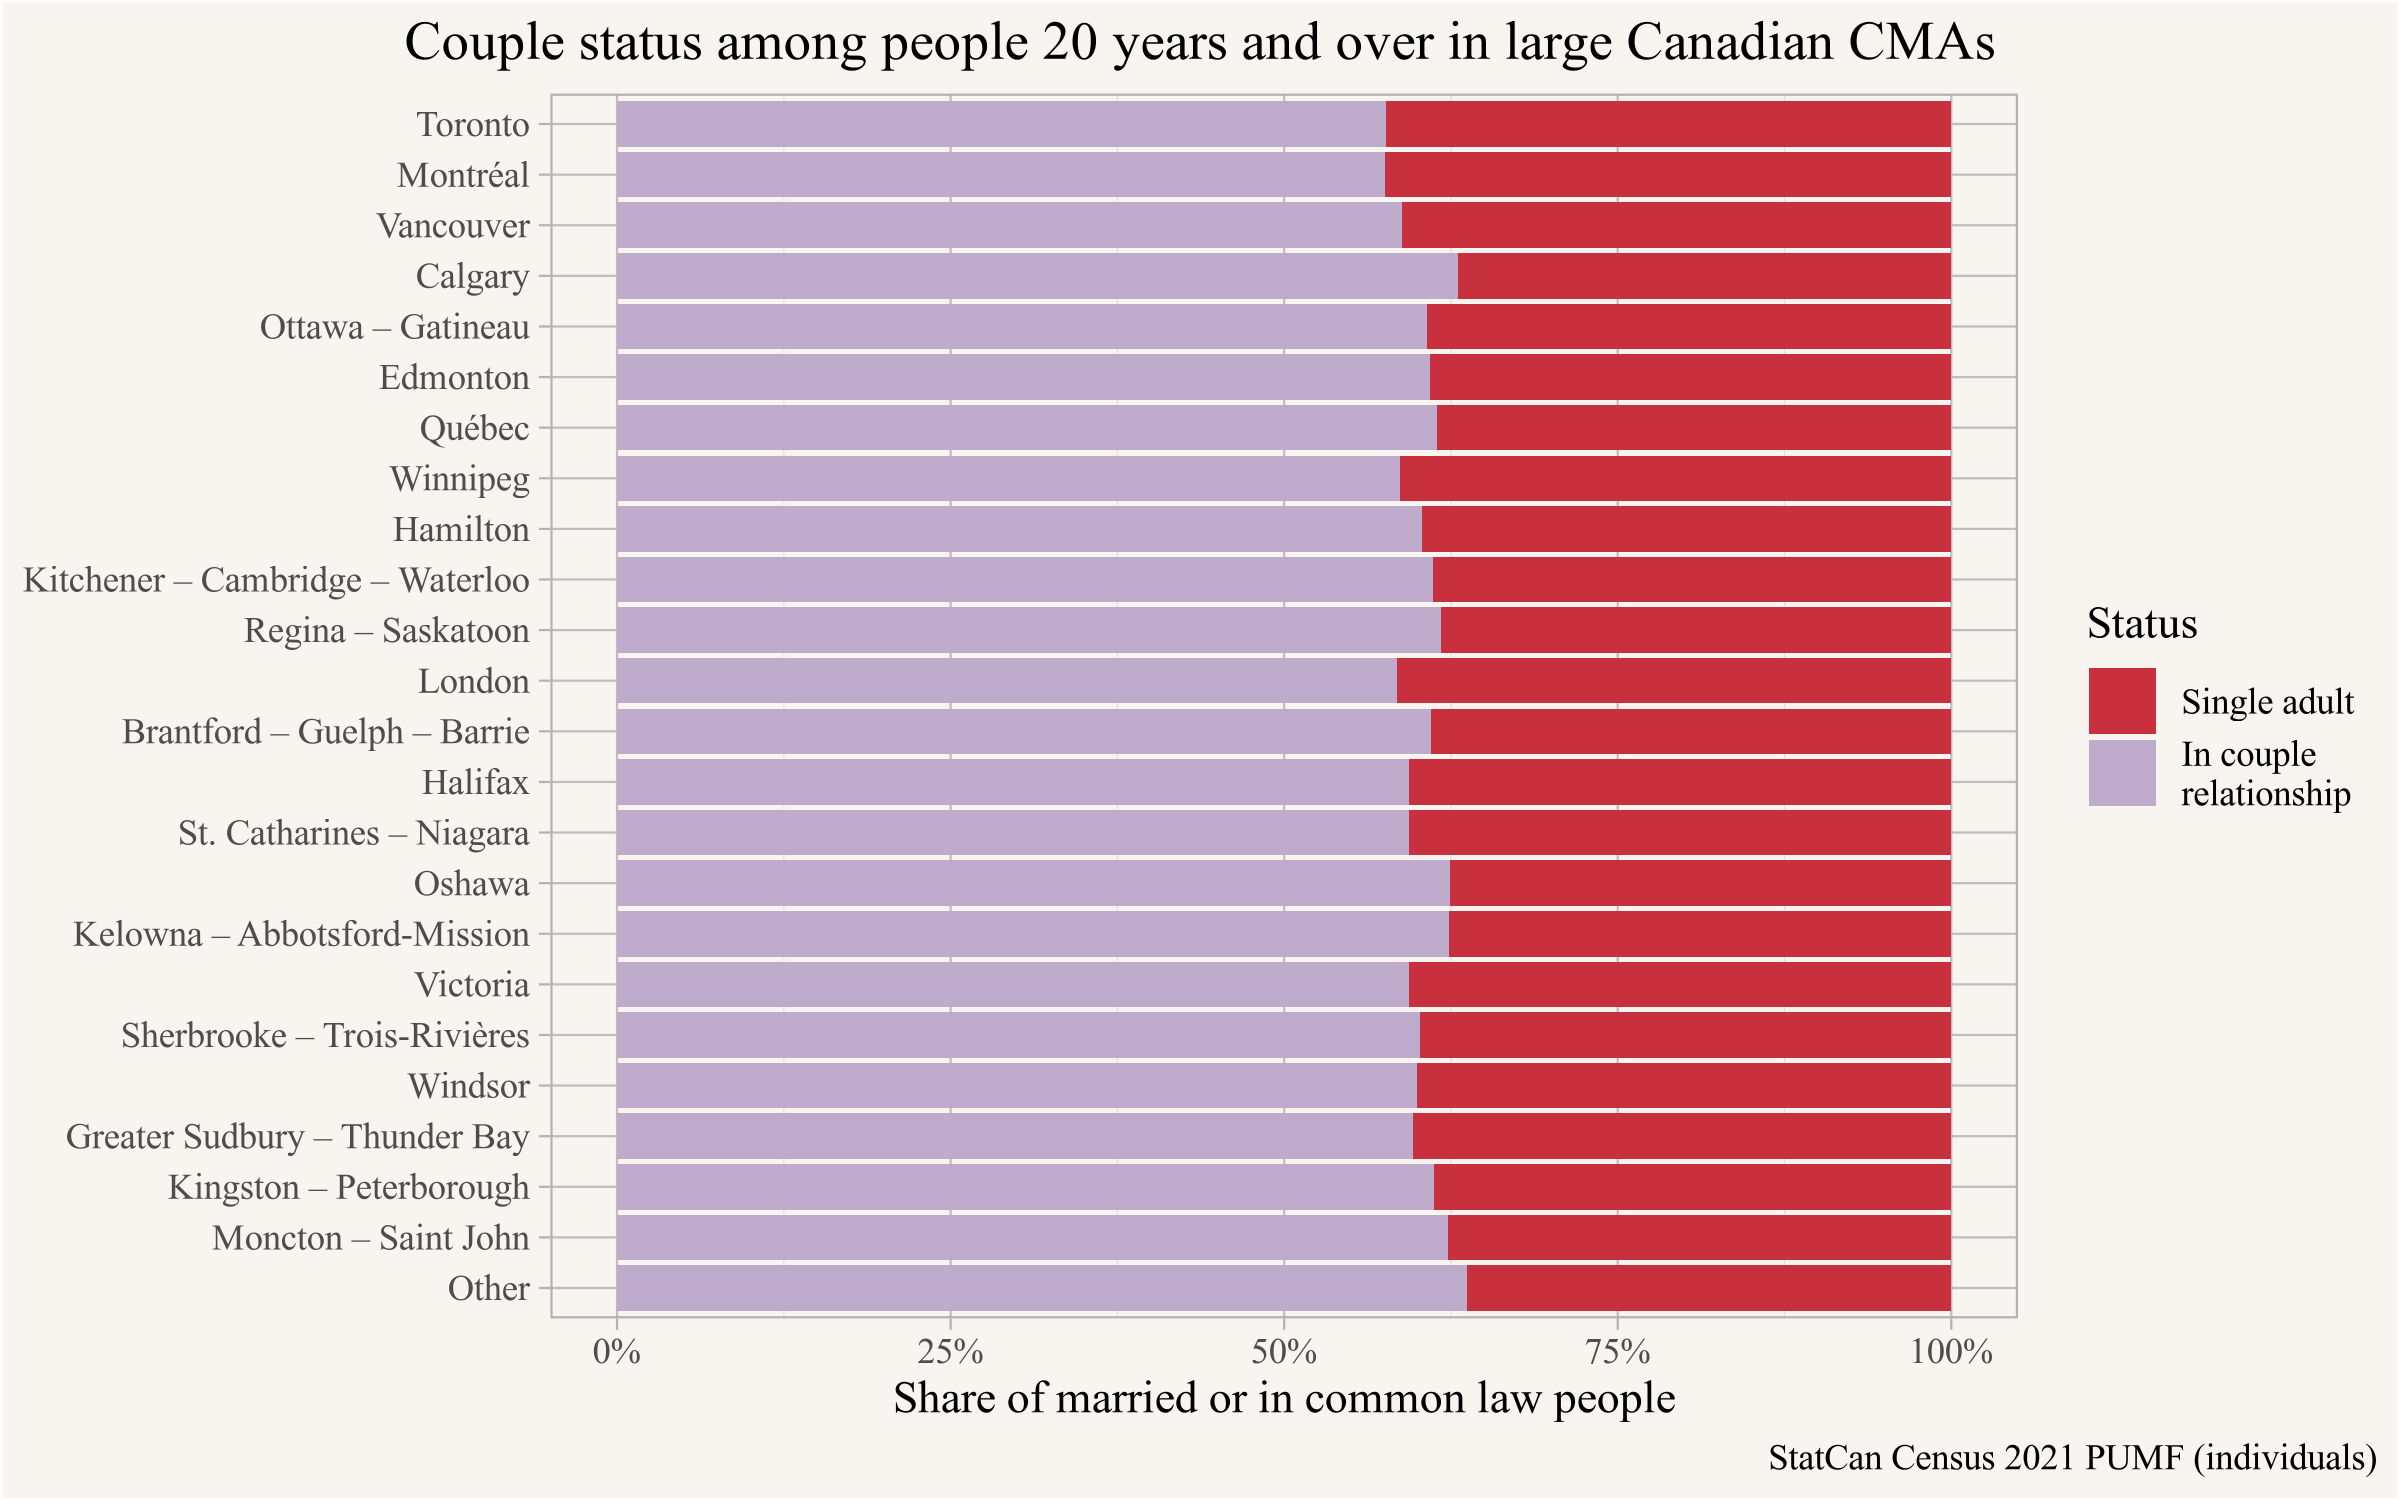 Couple status among people 20 years and over in large Canadian CMAs
Toronto
Montréal
Vancouver
Calgary
Ottawa – Gatineau
Edmonton
Québec
Winnipeg
Hamilton
Kitchener – Cambridge – Waterloo
Regina – Saskatoon
London
Brantford – Guelph – Barrie
Halifax
St. Catharines – Niagara
Oshawa
Kelowna – Abbotsford-Mission
Victoria
Sherbrooke – Trois-Rivières
Windsor
Greater Sudbury – Thunder Bay
Kingston – Peterborough
Moncton – Saint John
Other
0% 25% 50% 75% 100%
Share of married or in common law people
Status
Single adult
In couple
relationship
StatCan Census 2021 PUMF (individuals)